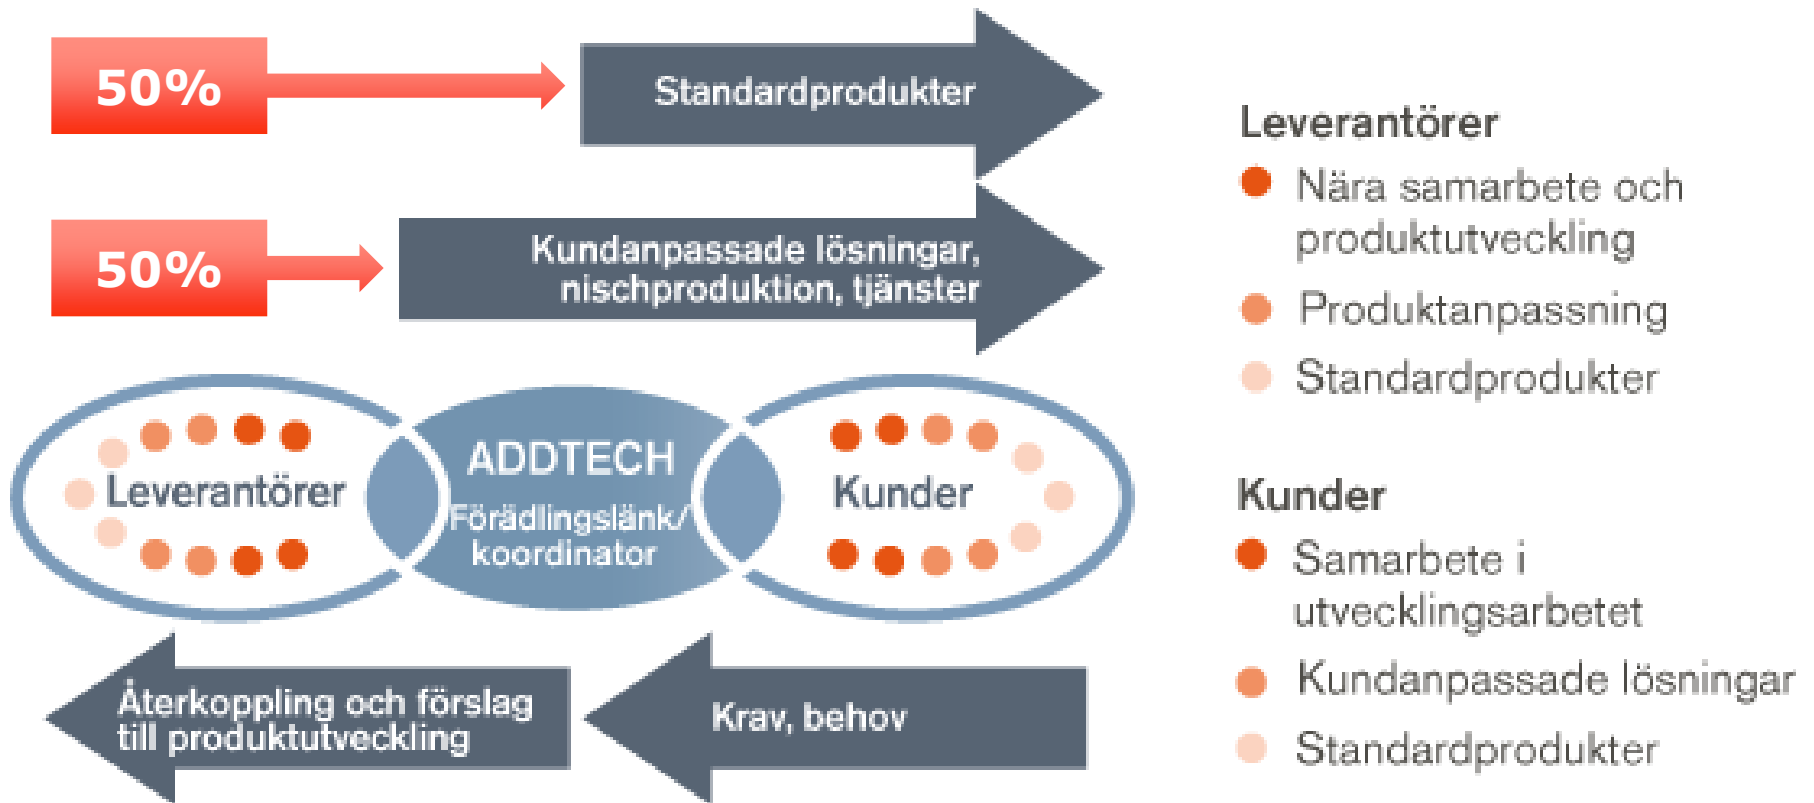 50%
Standardprodukter
50%
Kundanpassade lösningar,
nischproduktion, tjänster
Leverantörer
ADDTECH
Förädlingslänk/
koordinator
Kunder
Återkoppling och förslag
till produktutveckling
Krav, behov
Leverantörer
Nära samarbete och
produktutveckling
Produktanpassning
Standardprodukter
Kunder
Samarbete i
utvecklingsarbetet
Kundanpassade lösningar
Standardprodukter